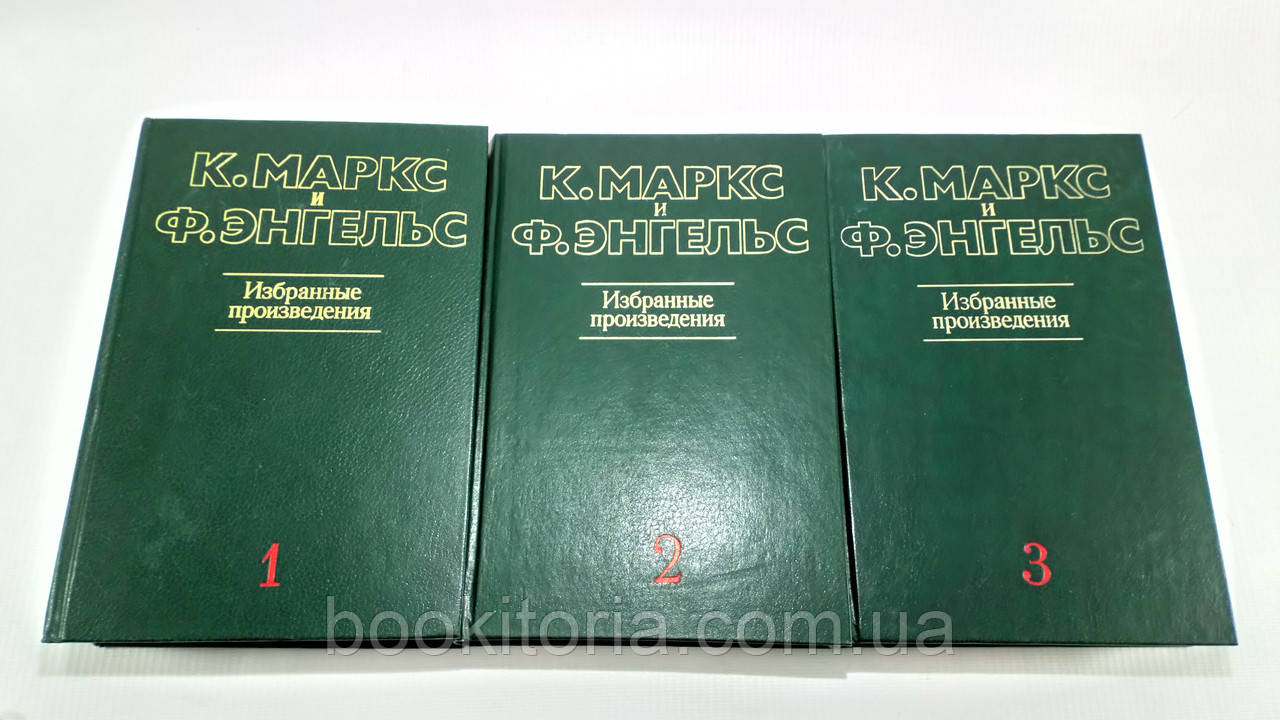 К. МАРКС
и
Ф. ЭНГЕЛЬС
Избранные
произведения
1
К. МАРКС
и
Ф. ЭНГЕЛЬС
Избранные
произведения
2
К. МАРКС
и
Ф. ЭНГЕЛЬС
Избранные
произведения
3
bookitoria.com.ua